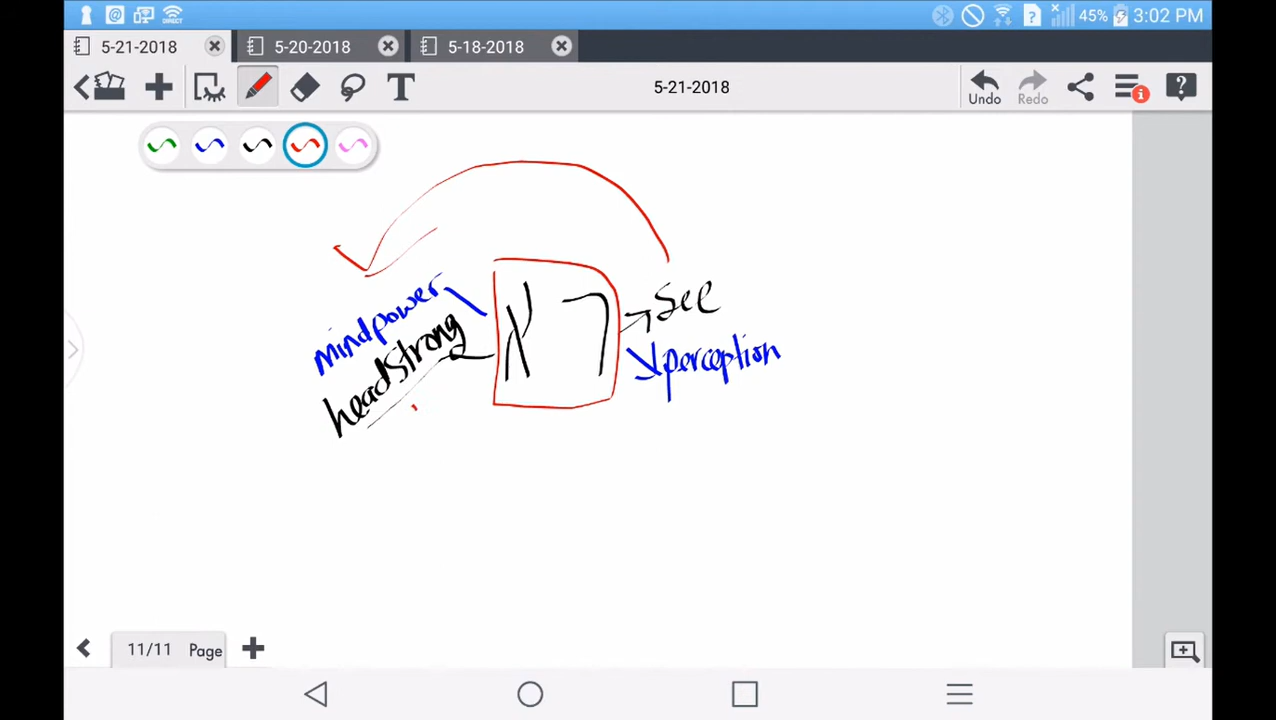 45% 3:02 PM
5-21-2018 5-20-2018 5-18-2018
T 5-21-2018 Undo Redo
see
mindpower
headstrong
perception
11/11 Page